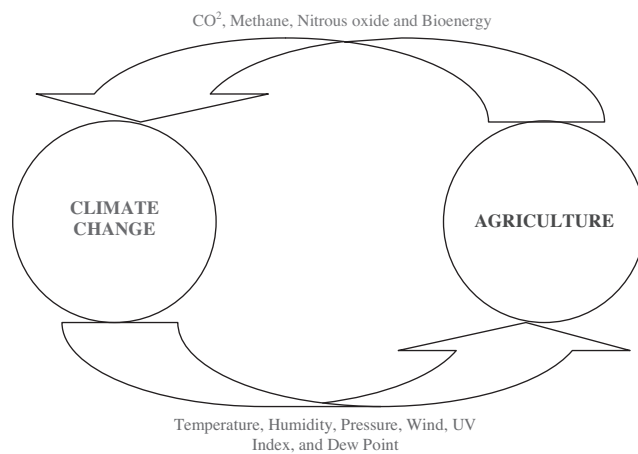 CO², Methane, Nitrous oxide and Bioenergy
CLIMATE
CHANGE
AGRICULTURE
Temperature, Humidity, Pressure, Wind, UV
Index, and Dew Point